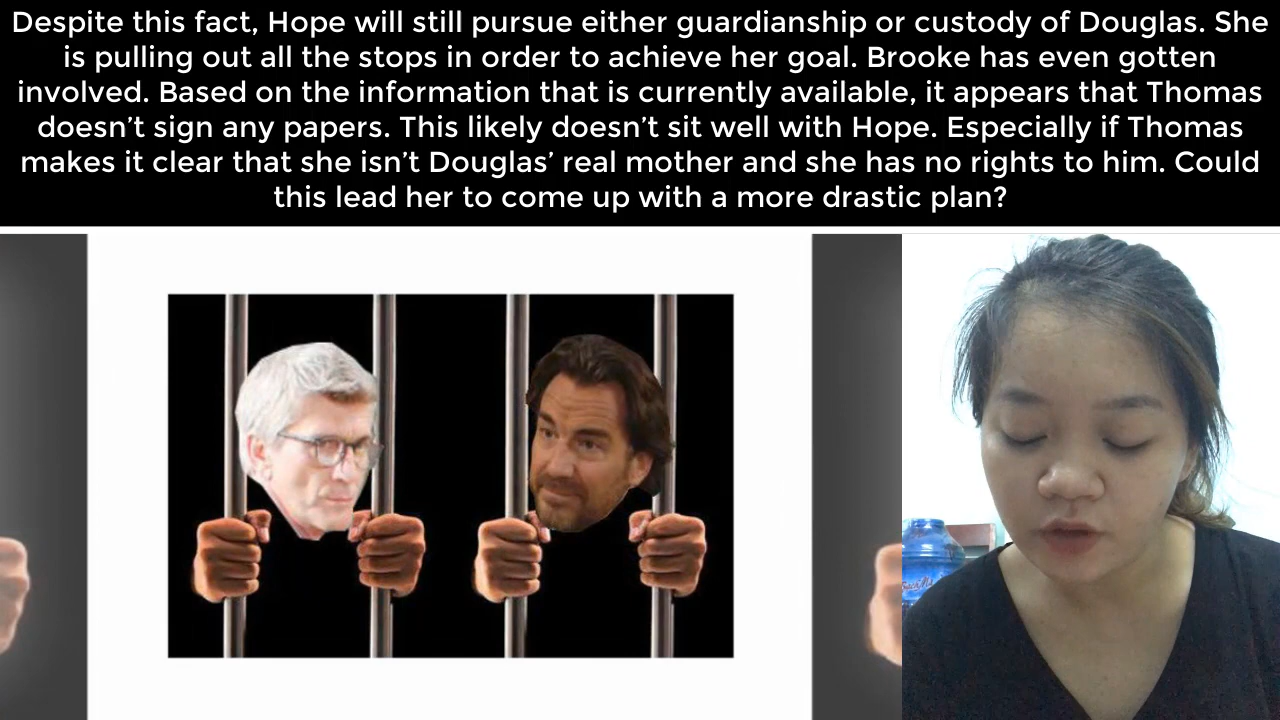 Despite this fact, Hope will still pursue either guardianship or custody of Douglas. She
is pulling out all the stops in order to achieve her goal. Brooke has even gotten
involved. Based on the information that is currently available, it appears that Thomas
doesn’t sign any papers. This likely doesn’t sit well with Hope. Especially if Thomas
makes it clear that she isn’t Douglas’ real mother and she has no rights to him. Could
this lead her to come up with a more drastic plan?